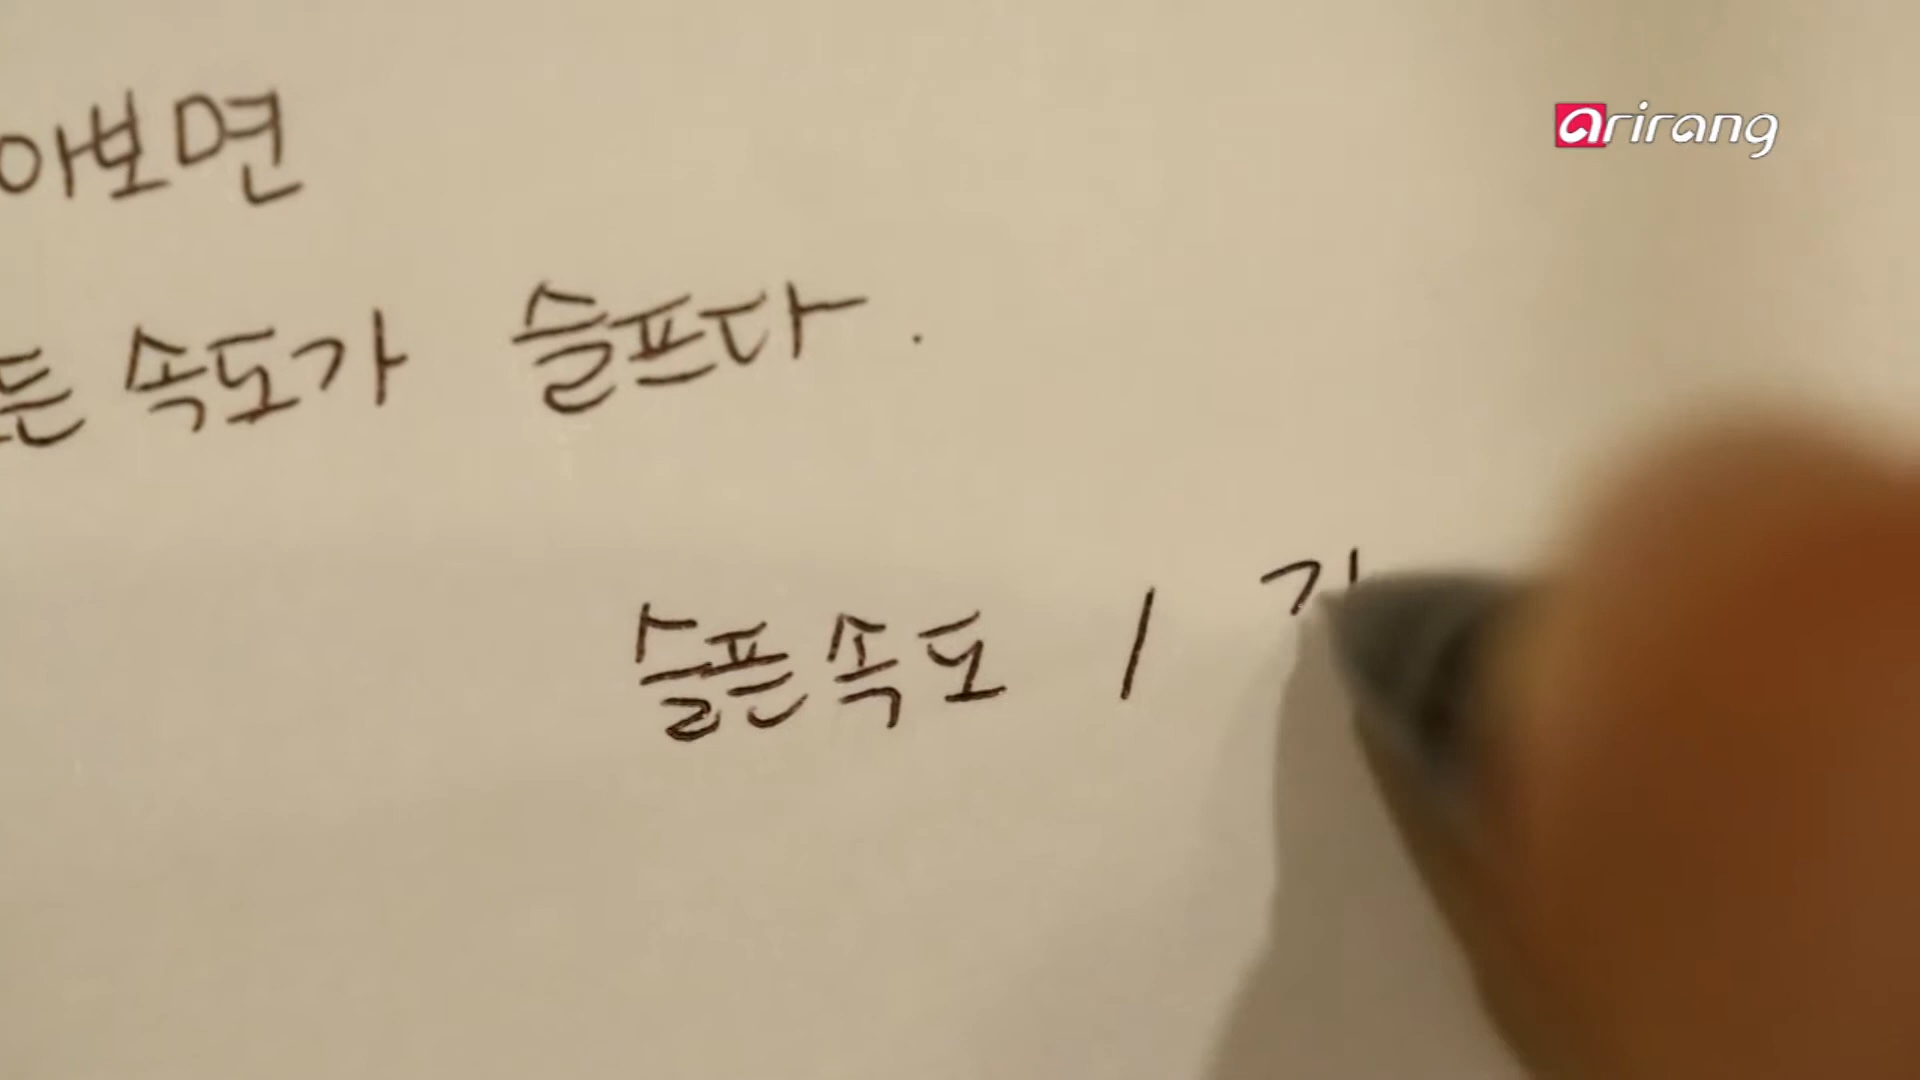 arirang
아보면
든 속도가 슬프다.
슬픈속도 /